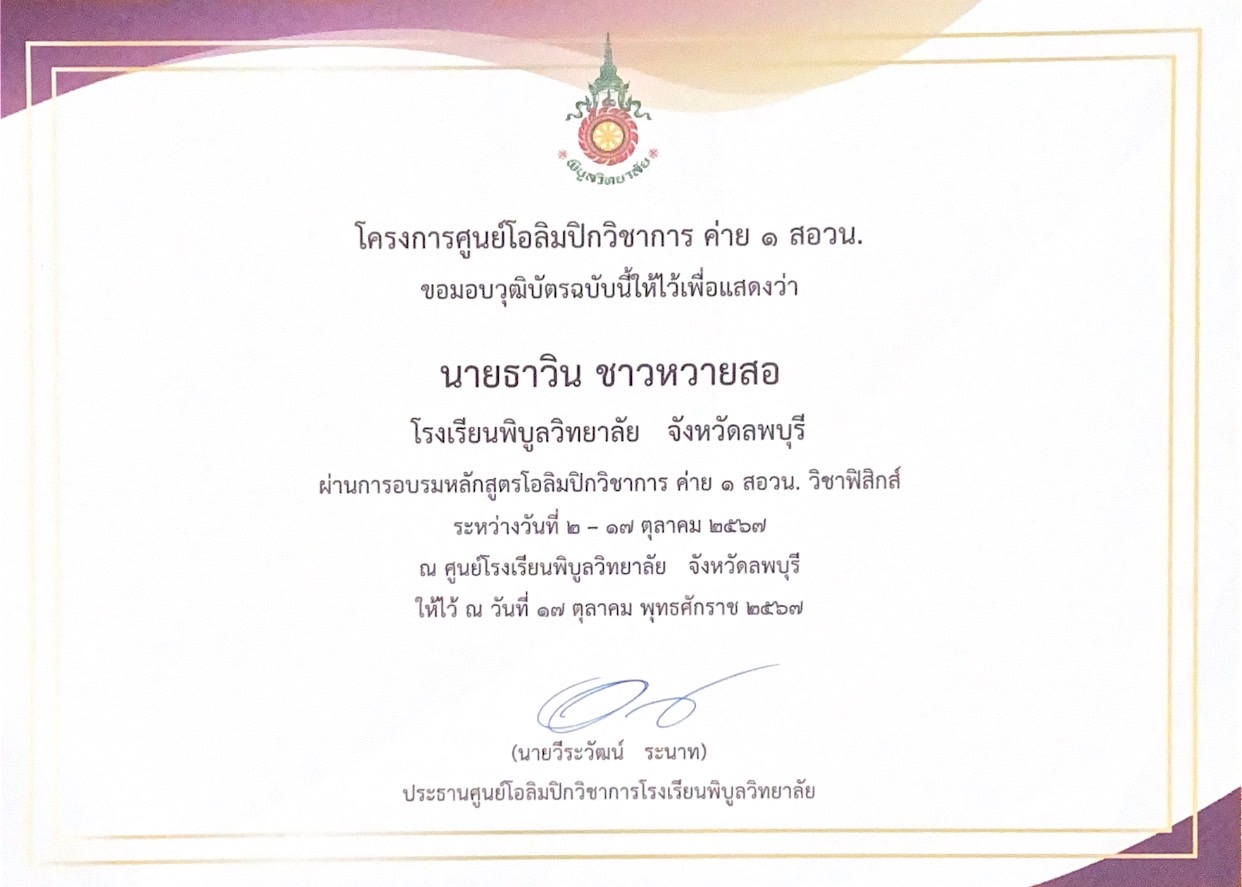 พิบูลวิทยาลัย
โครงการศูนย์โอลิมปิกวิชาการ ค่าย ๑ สอวน.
ขอมอบวุฒิบัตรฉบับนี้ให้ไว้เพื่อแสดงว่า
นายธาวิน ชาวหวายสอ
โรงเรียนพิบูลวิทยาลัย จังหวัดลพบุรี
ผ่านการอบรมหลักสูตรโอลิมปิกวิชาการ ค่าย ๑ สอวน. วิชาฟิสิกส์
ระหว่างวันที่ ๒ – ๑๗ ตุลาคม ๒๕๖๗
ณ ศูนย์โรงเรียนพิบูลวิทยาลัย จังหวัดลพบุรี
ให้ไว้ ณ วันที่ ๑๗ ตุลาคม พุทธศักราช ๒๕๖๗
(นายวีระวัฒน์ ระนาท)
ประธานศูนย์โอลิมปิกวิชาการโรงเรียนพิบูลวิทยาลัย